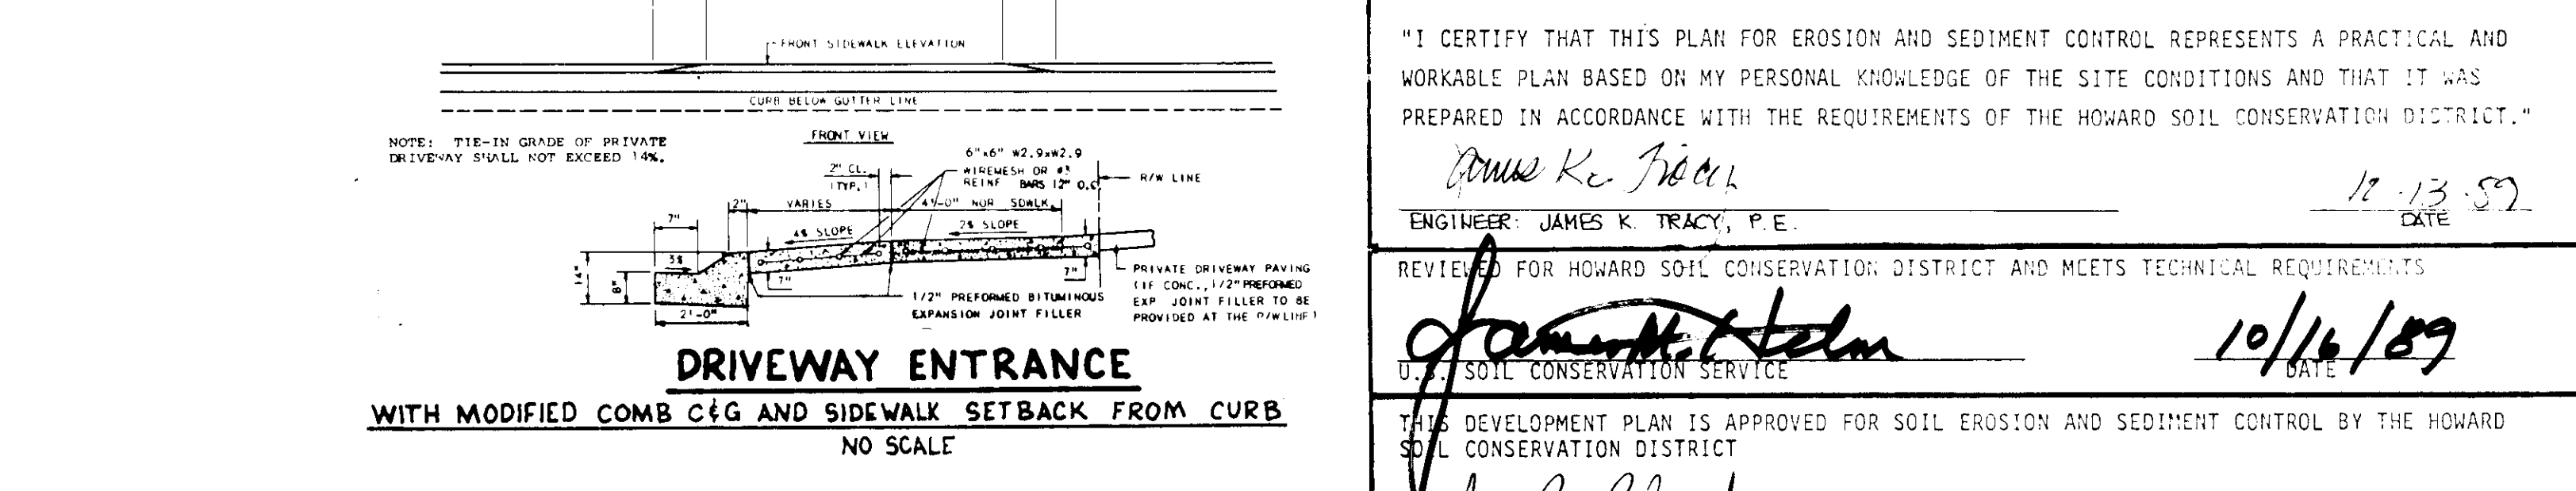 FRONT SIDEWALK ELEVATION
CURB BELOW GUTTER LINE
FRONT VIEW
NOTE: TIE-IN GRADE OF PRIVATE
DRIVEWAY SHALL NOT EXCEED 14%.
6"x6" W2.9xW2.9
WIREMESH OR #3
REINF BARS 12" O.C.
2" CL.
(TYP.)
R/W LINE
7"
2"
VARIES
4'-0" NOR SDWLK
4% SLOPE
2% SLOPE
3%
14"
8"
7"
7"
2'-0"
1/2" PREFORMED BITUMINOUS
EXPANSION JOINT FILLER
PRIVATE DRIVEWAY PAVING
(IF CONC., 1/2" PREFORMED
EXP JOINT FILLER TO BE
PROVIDED AT THE R/W LINE)
DRIVEWAY ENTRANCE
WITH MODIFIED COMB C&G AND SIDEWALK SETBACK FROM CURB
NO SCALE
"I CERTIFY THAT THIS PLAN FOR EROSION AND SEDIMENT CONTROL REPRESENTS A PRACTICAL AND
WORKABLE PLAN BASED ON MY PERSONAL KNOWLEDGE OF THE SITE CONDITIONS AND THAT IT WAS
PREPARED IN ACCORDANCE WITH THE REQUIREMENTS OF THE HOWARD SOIL CONSERVATION DISTRICT."
James K. Tracy
ENGINEER: JAMES K. TRACY, P.E.
DATE
REVIEWED FOR HOWARD SOIL CONSERVATION DISTRICT AND MEETS TECHNICAL REQUIREMENTS
James M. Helm
10/16/89
U.S. SOIL CONSERVATION SERVICE
DATE
THIS DEVELOPMENT PLAN IS APPROVED FOR SOIL EROSION AND SEDIMENT CONTROL BY THE HOWARD
SOIL CONSERVATION DISTRICT